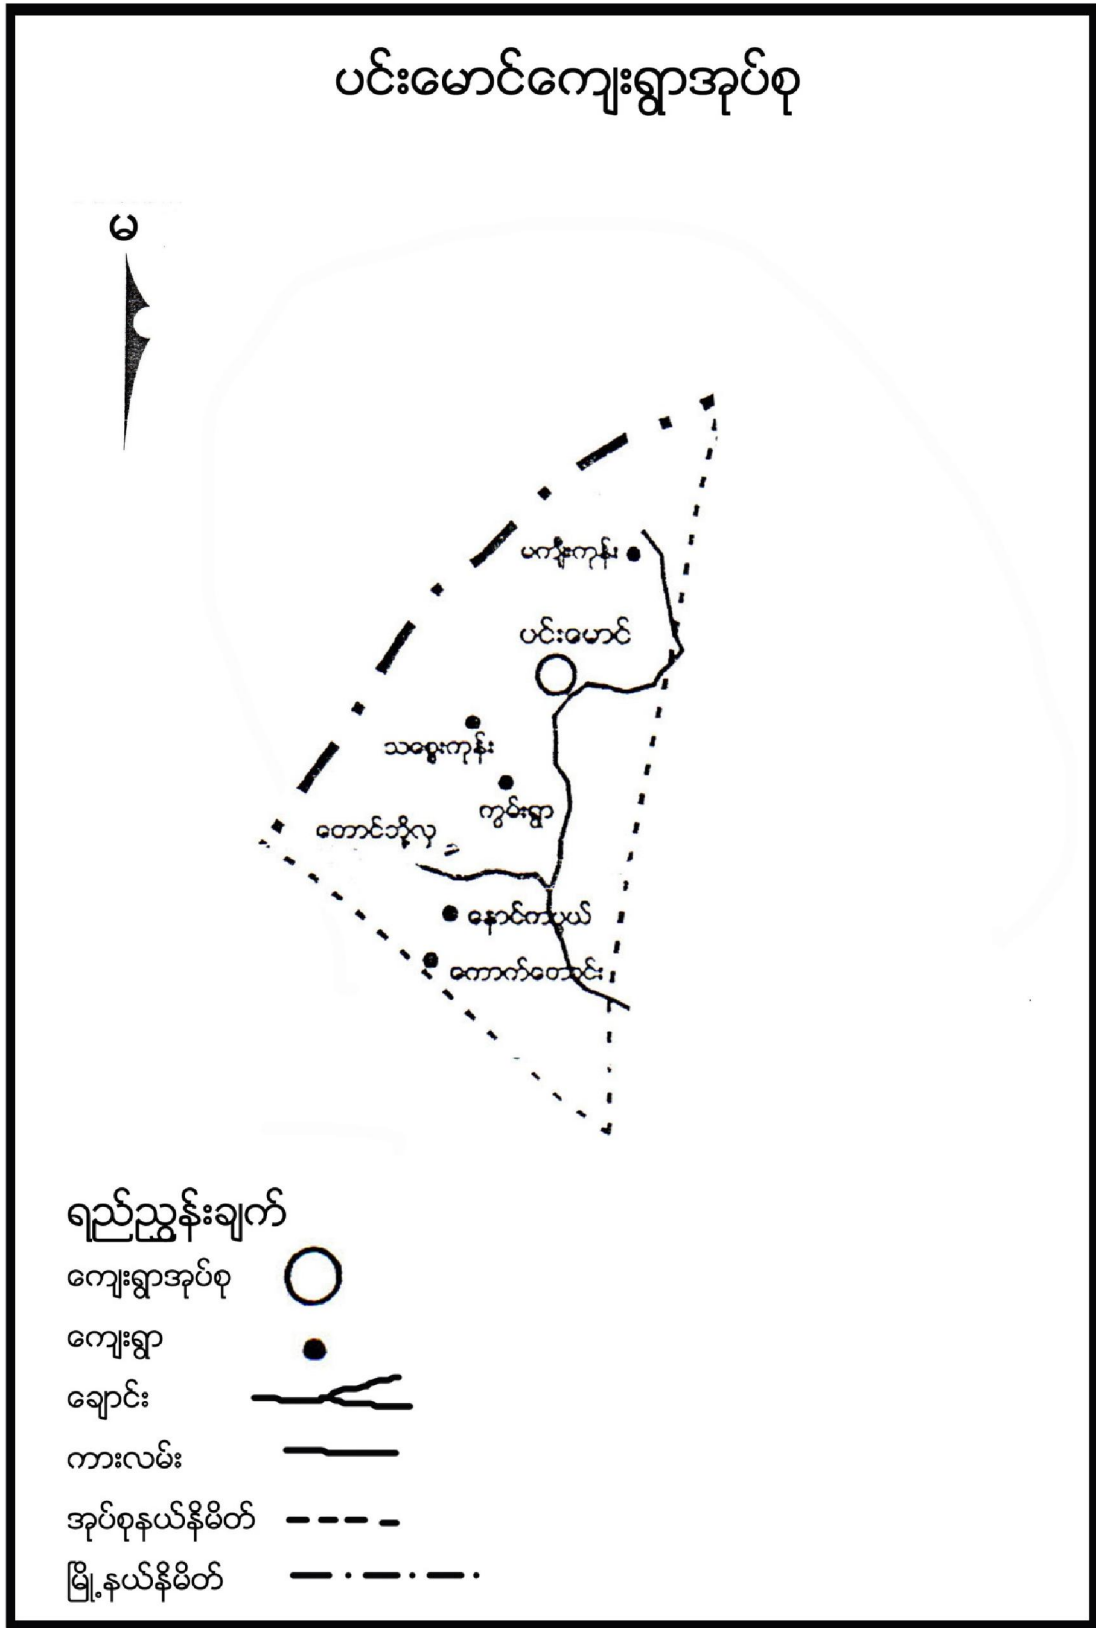 ပင်းမောင်ကျေးရွာအုပ်စု
မ
မကျီးကုန်း
ပင်းမောင်
သစွေးကုန်း
ကွမ်းရွာ
တောင်ဘို့လှ
နောင်ကပွယ်
ကောက်တောင်း
ရည်ညွှန်းချက်
ကျေးရွာအုပ်စု
ကျေးရွာ
ချောင်း
ကားလမ်း
အုပ်စုနယ်နိမိတ်
မြို့နယ်နိမိတ်